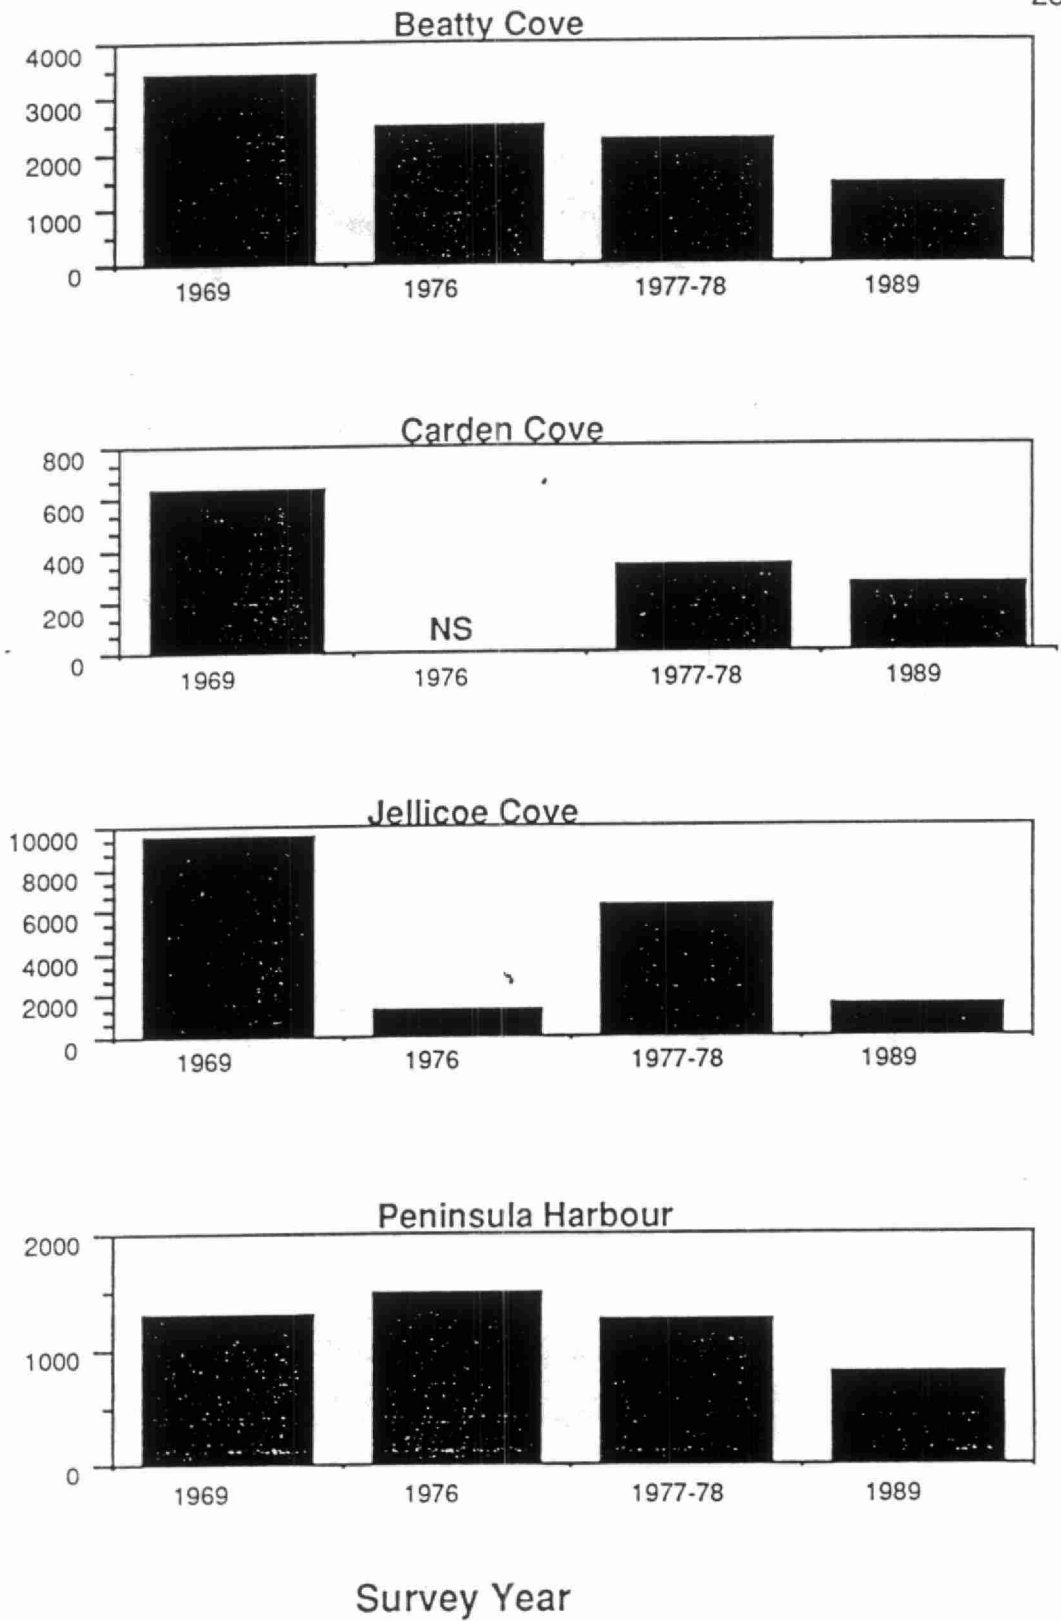 Beatty Cove
4000
3000
2000
1000
0
1969 1976 1977-78 1989
Carden Cove
800
600
400
200
0
NS
1969 1976 1977-78 1989
Jellicoe Cove
10000
8000
6000
4000
2000
0
1969 1976 1977-78 1989
Peninsula Harbour
2000
1000
0
1969 1976 1977-78 1989
Survey Year